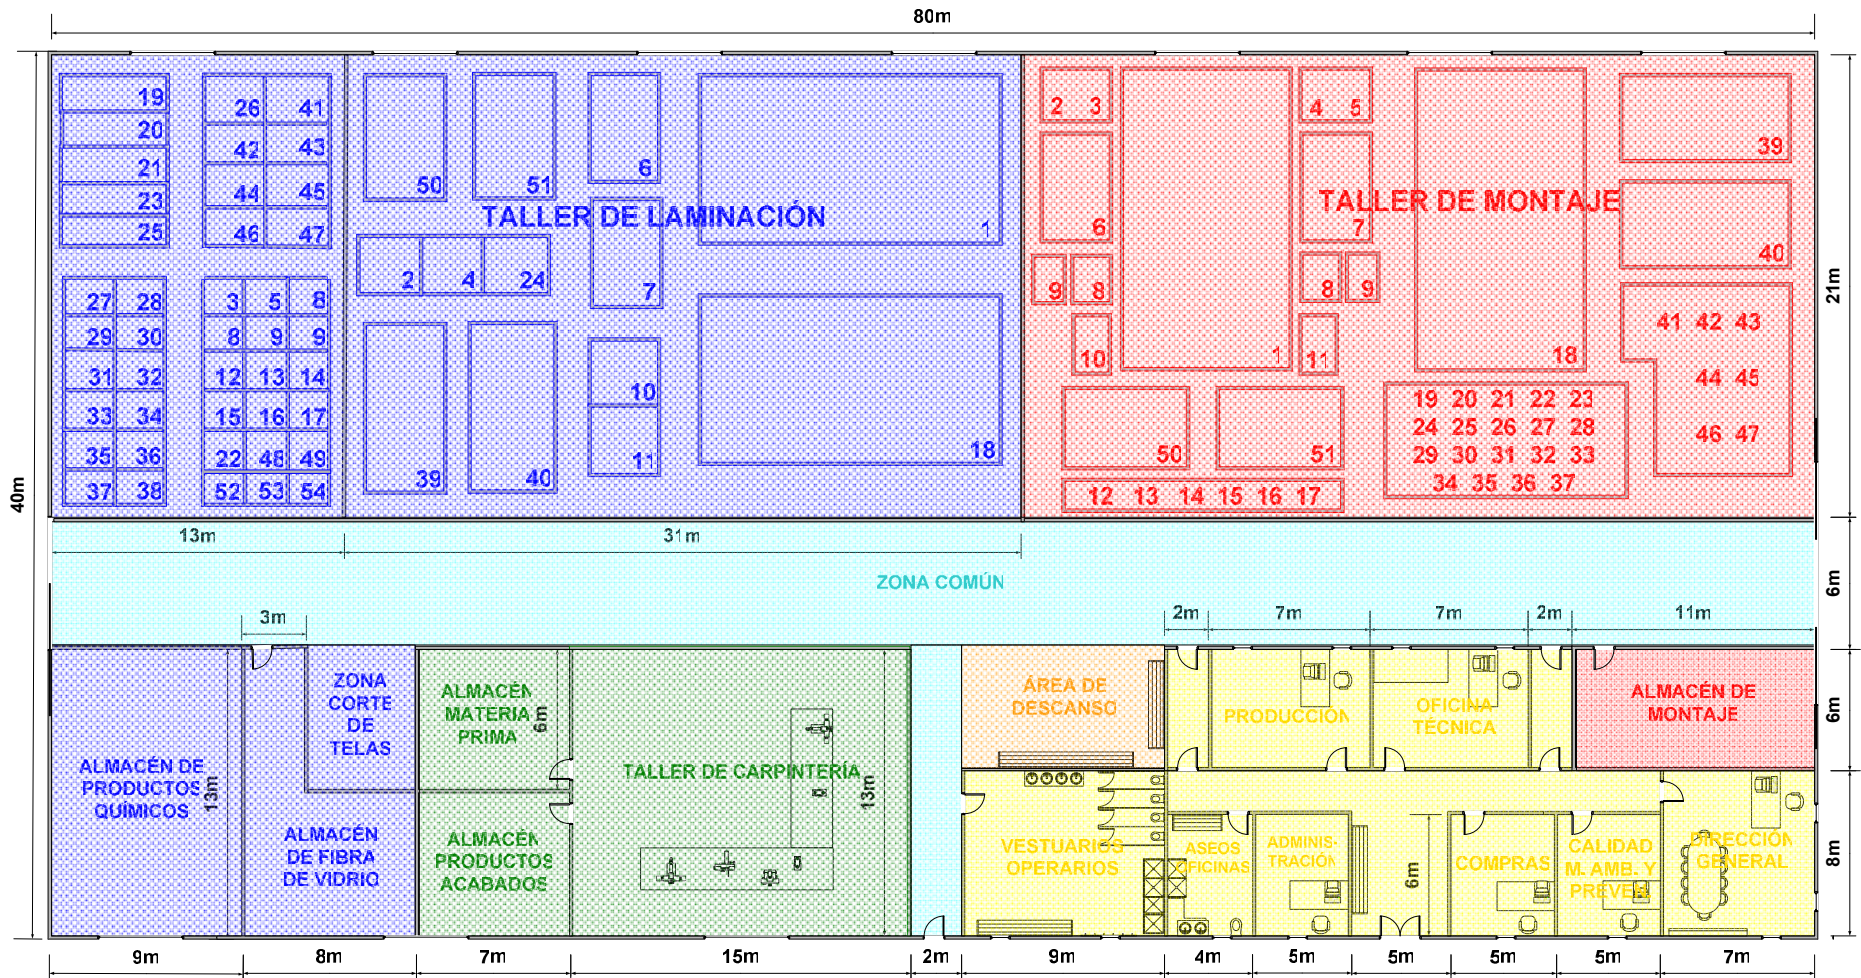 80m
40m
21m
6m
6m
8m
19
20
21
23
25
26 41
42 43
44 45
46 47
27 28
29 30
31 32
33 34
35 36
37 38
3 5 8
8 9 9
12 13 14
15 16 17
22 48 49
52 53 54
TALLER DE LAMINACIÓN
50
51
6
1
2 4 24
7
39
40
10
11
18
TALLER DE MONTAJE
2 3
4 5
6
7
9 8
8 9
10
1
11
18
39
40
41 42 43
44 45
46 47
50
51
12 13 14 15 16 17
19 20 21 22 23
24 25 26 27 28
29 30 31 32 33
34 35 36 37
13m
31m
ZONA COMÚN
3m
2m
7m
7m
2m
11m
ALMACÉN DE
PRODUCTOS
QUÍMICOS
13m
ZONA
CORTE
DE
TELAS
ALMACÉN
DE FIBRA
DE VIDRIO
ALMACÉN
MATERIA
PRIMA
6m
ALMACÉN
PRODUCTOS
ACABADOS
TALLER DE CARPINTERÍA
13m
ÁREA DE
DESCANSO
PRODUCCIÓN
OFICINA
TÉCNICA
ALMACÉN DE
MONTAJE
VESTUARIOS
OPERARIOS
ASEOS
OFICINAS
ADMINIS-
TRACIÓN
6m
COMPRAS
CALIDAD
M. AMB. Y
PREVEN.
DIRECCIÓN
GENERAL
9m
8m
7m
15m
2m
9m
4m
5m
5m
5m
5m
7m